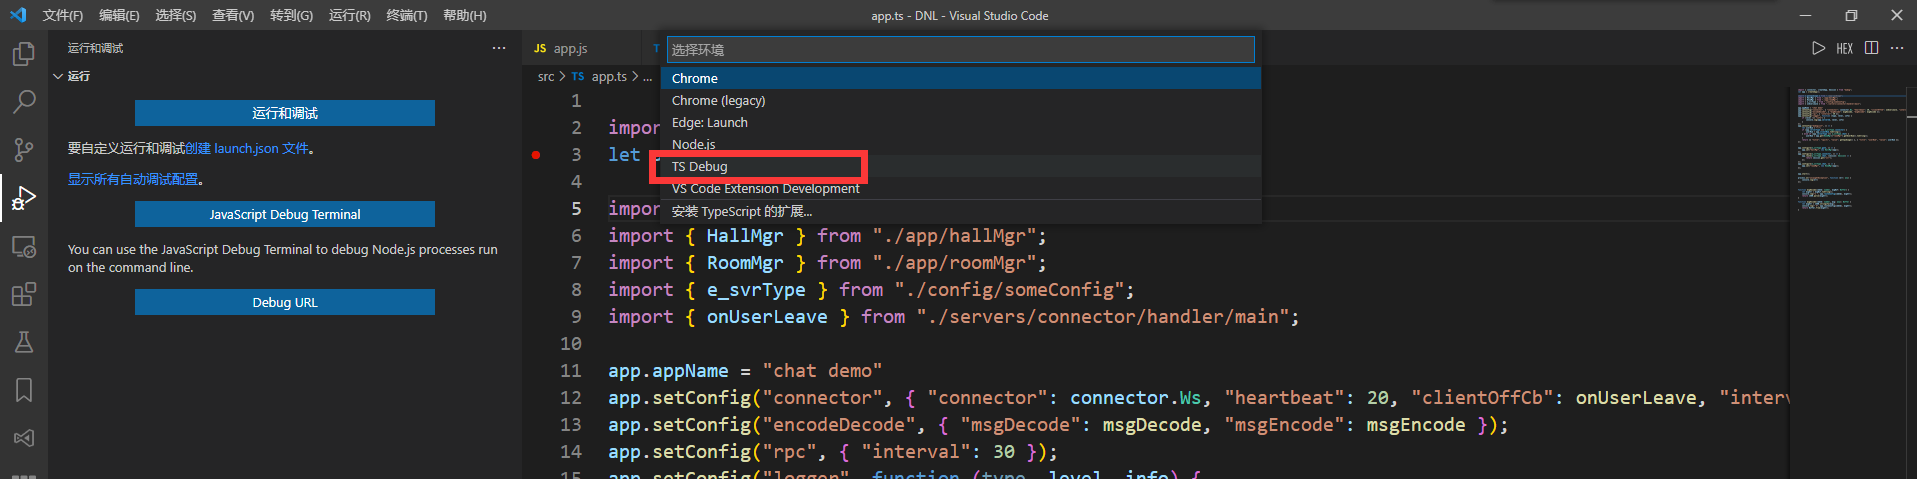 文件(F) 编辑(E) 选择(S) 查看(V) 转到(G) 运行(R) 终端(T) 帮助(H)
app.ts - DNL - Visual Studio Code
运行和调试
运行
运行和调试
要自定义运行和调试创建 launch.json 文件。
显示所有自动调试配置。
JavaScript Debug Terminal
You can use the JavaScript Debug Terminal to debug Node.js processes run
on the command line.
Debug URL
JS app.js
HEX
src > TS app.ts > ...
选择环境
Chrome
Chrome (legacy)
Edge: Launch
Node.js
TS Debug
VS Code Extension Development
安装 TypeScript 的扩展...
1
2 impor
3 let
4
5 impor
6 import { HallMgr } from "./app/hallMgr";
7 import { RoomMgr } from "./app/roomMgr";
8 import { e_svrType } from "./config/someConfig";
9 import { onUserLeave } from "./servers/connector/handler/main";
10
11 app.appName = "chat demo"
12 app.setConfig("connector", { "connector": connector.Ws, "heartbeat": 20, "clientOffCb": onUserLeave, "interv
13 app.setConfig("encodeDecode", { "msgDecode": msgDecode, "msgEncode": msgEncode });
14 app.setConfig("rpc", { "interval": 30 });
15 app.setConfig("logger", function (type, level, info) {